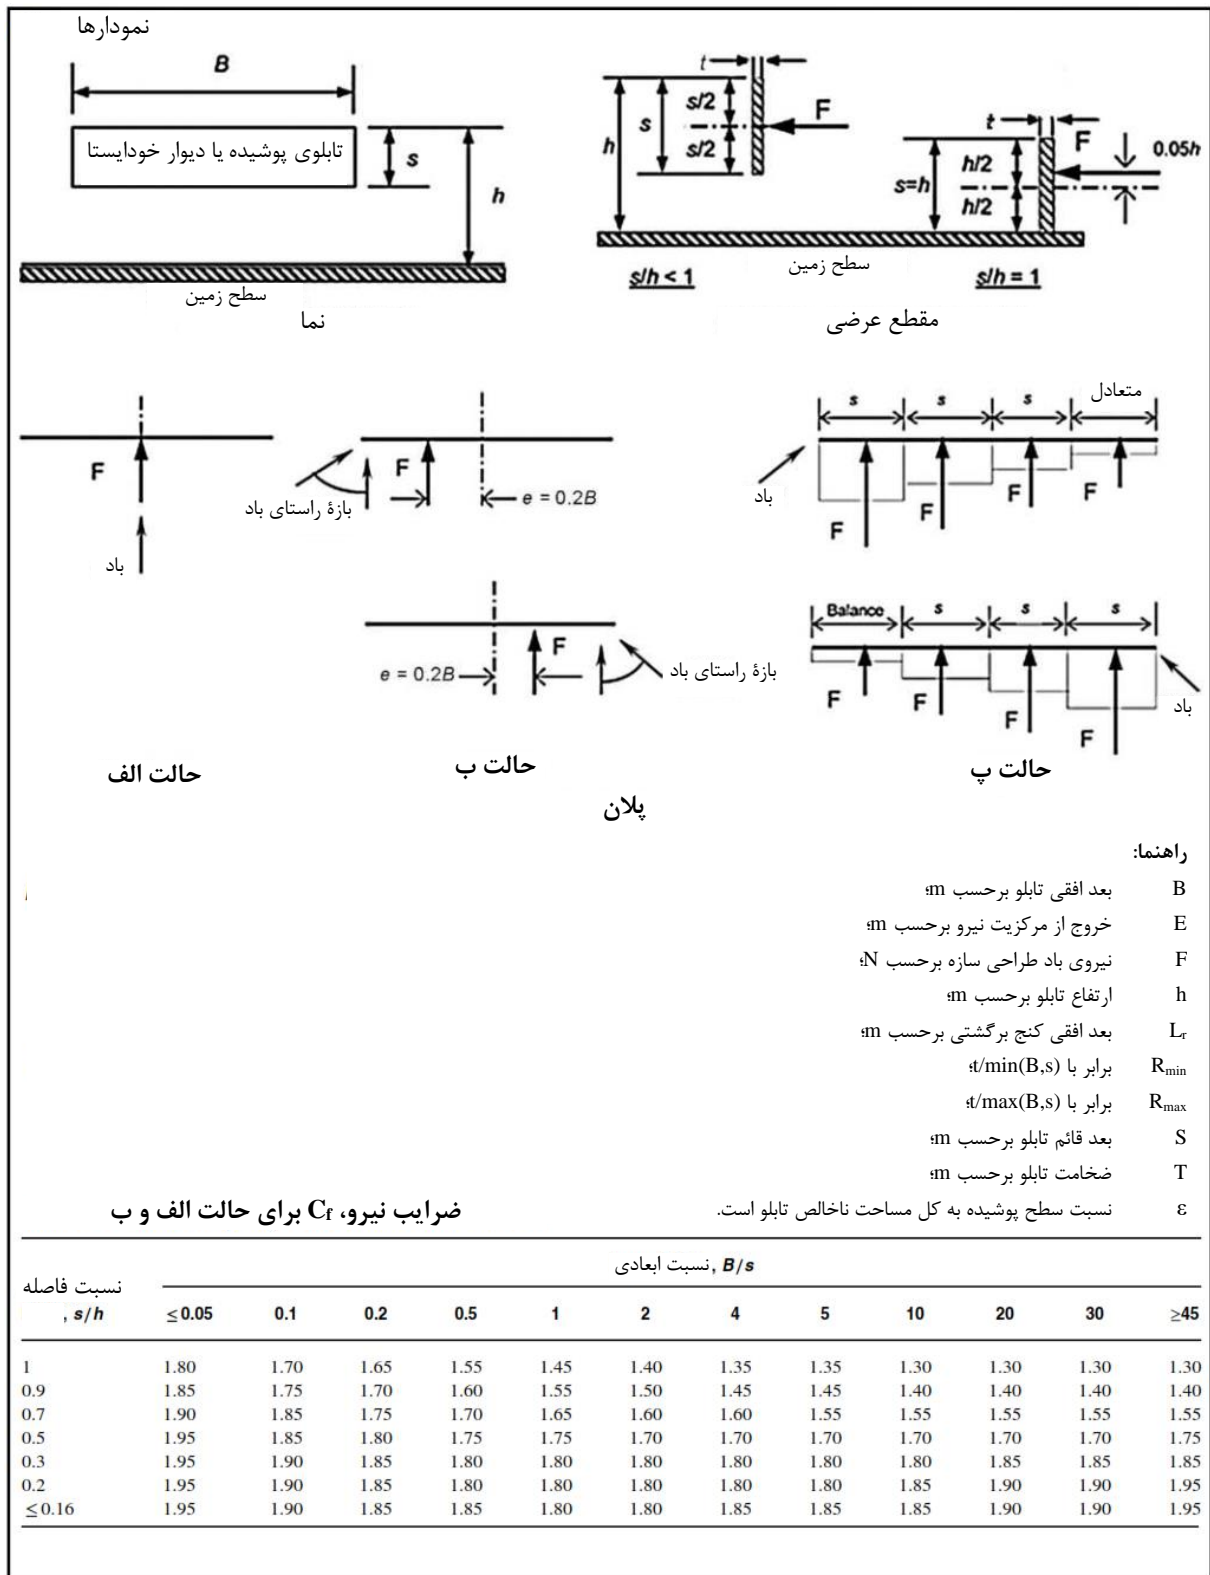 نمودارها
B
تابلوی پوشیده یا دیوار خودایستا
s
h
سطح زمین
نما
t
s/2
s
s/2
h
F
s/h < 1
t
F
0.05h
h/2
s=h
h/2
سطح زمین
s/h = 1
مقطع عرضی
F
باد
F
e = 0.2B
بازهٔ راستای باد
s
s
s
متعادل
باد
F
F
F
F
F
e = 0.2B
بازهٔ راستای باد
Balance
s
s
s
F
F
F
F
باد
حالت الف
حالت ب
حالت پ
پلان
راهنما:
B بعد افقی تابلو برحسب m؛
E خروج از مرکزیت نیرو برحسب m؛
F نیروی باد طراحی سازه برحسب N؛
h ارتفاع تابلو برحسب m؛
Lr بعد افقی کنج برگشتی برحسب m؛
Rmin برابر با t/min(B,s)؛
Rmax برابر با t/max(B,s)؛
S بعد قائم تابلو برحسب m؛
T ضخامت تابلو برحسب m؛
ε نسبت سطح پوشیده به کل مساحت ناخالص تابلو است.
ضرایب نیرو، Cf برای حالت الف و ب
نسبت ابعادی, B/s
نسبت فاصله
, s/h ≤0.05 0.1 0.2 0.5 1 2 4 5 10 20 30 ≥45
1 1.80 1.70 1.65 1.55 1.45 1.40 1.35 1.35 1.30 1.30 1.30 1.30
0.9 1.85 1.75 1.70 1.60 1.55 1.50 1.45 1.45 1.40 1.40 1.40 1.40
0.7 1.90 1.85 1.75 1.70 1.65 1.60 1.60 1.55 1.55 1.55 1.55 1.55
0.5 1.95 1.85 1.80 1.75 1.75 1.70 1.70 1.70 1.70 1.70 1.70 1.75
0.3 1.95 1.90 1.85 1.80 1.80 1.80 1.80 1.80 1.80 1.85 1.85 1.85
0.2 1.95 1.90 1.85 1.80 1.80 1.80 1.80 1.80 1.85 1.90 1.90 1.95
≤0.16 1.95 1.90 1.85 1.85 1.80 1.80 1.85 1.85 1.85 1.90 1.90 1.95